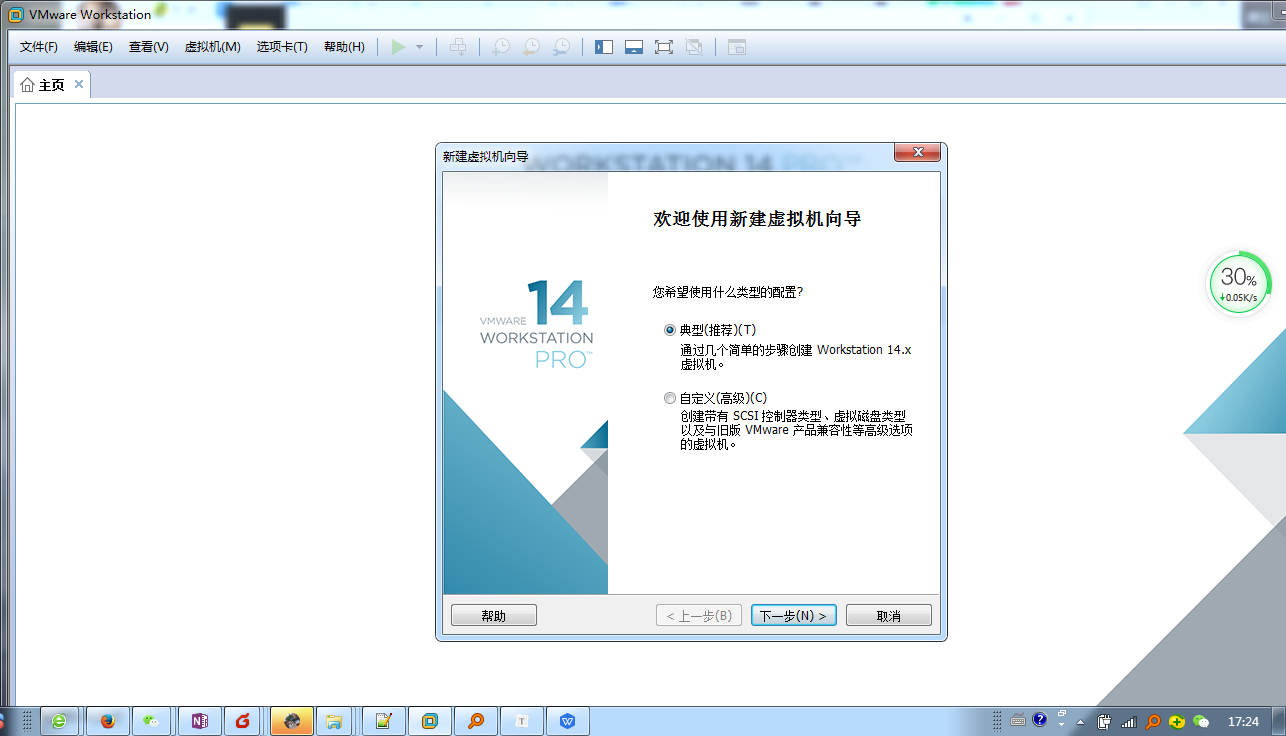 VMware Workstation
文件(F) 编辑(E) 查看(V) 虚拟机(M) 选项卡(T) 帮助(H)
主页
新建虚拟机向导
WORKSTATION 14 PRO™
欢迎使用新建虚拟机向导
您希望使用什么类型的配置?
14
VMWARE
WORKSTATION
PRO™
典型(推荐)(T)
通过几个简单的步骤创建 Workstation 14.x
虚拟机。
自定义(高级)(C)
创建带有 SCSI 控制器类型、虚拟磁盘类型
以及与旧版 VMware 产品兼容性等高级选项
的虚拟机。
30%
0.05K/s
帮助 < 上一步(B) 下一步(N) > 取消
17:24